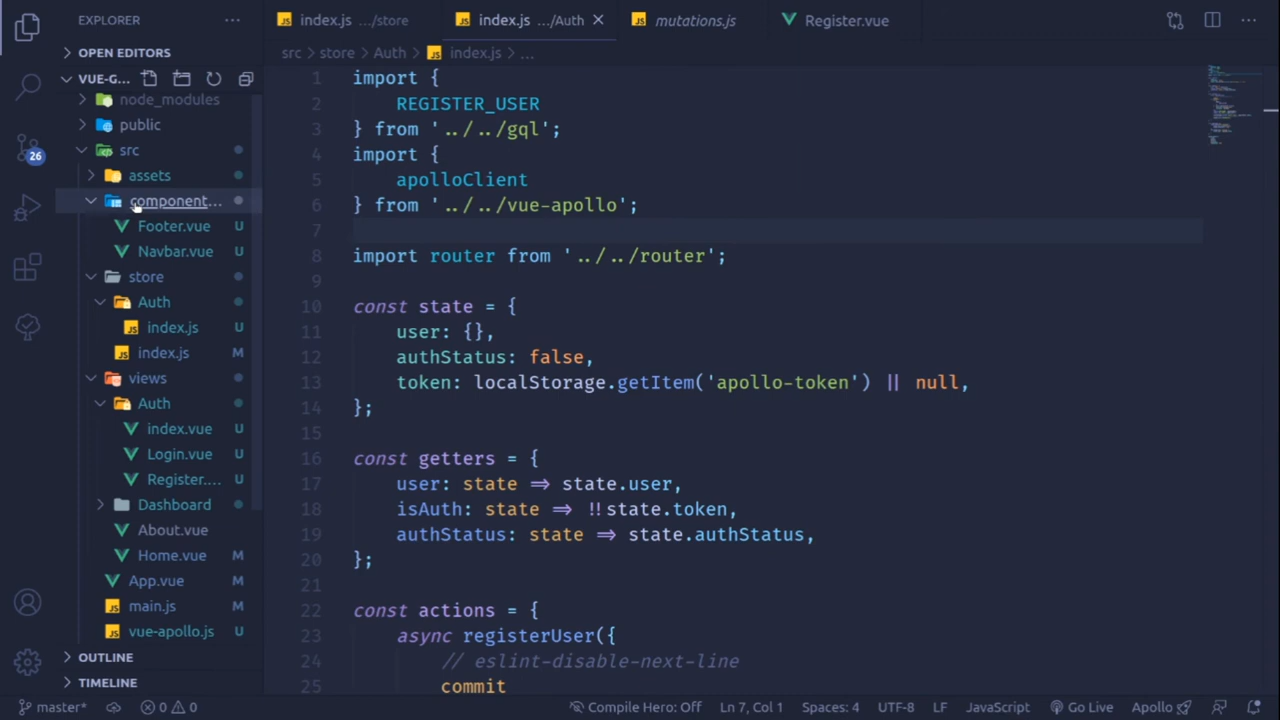 EXPLORER
OPEN EDITORS
VUE-G...
node_modules
public
src
assets
component...
Footer.vue U
Navbar.vue U
store
Auth
index.js U
index.js M
views
Auth
index.vue U
Login.vue U
Register.... U
Dashboard
About.vue
Home.vue M
App.vue M
main.js M
vue-apollo.js U
OUTLINE
TIMELINE
26
index.js .../store
index.js .../Auth
mutations.js
Register.vue
src > store > Auth > index.js > ...
1 import {
2 REGISTER_USER
3 } from '../../gql';
4 import {
5 apolloClient
6 } from '../../vue-apollo';
7
8 import router from '../../router';
9
10 const state = {
11 user: {},
12 authStatus: false,
13 token: localStorage.getItem('apollo-token') || null,
14 };
15
16 const getters = {
17 user: state => state.user,
18 isAuth: state => !!state.token,
19 authStatus: state => state.authStatus,
20 };
21
22 const actions = {
23 async registerUser({
24 // eslint-disable-next-line
25 commit
master* 0 0 Compile Hero: Off Ln 7, Col 1 Spaces: 4 UTF-8 LF JavaScript Go Live Apollo